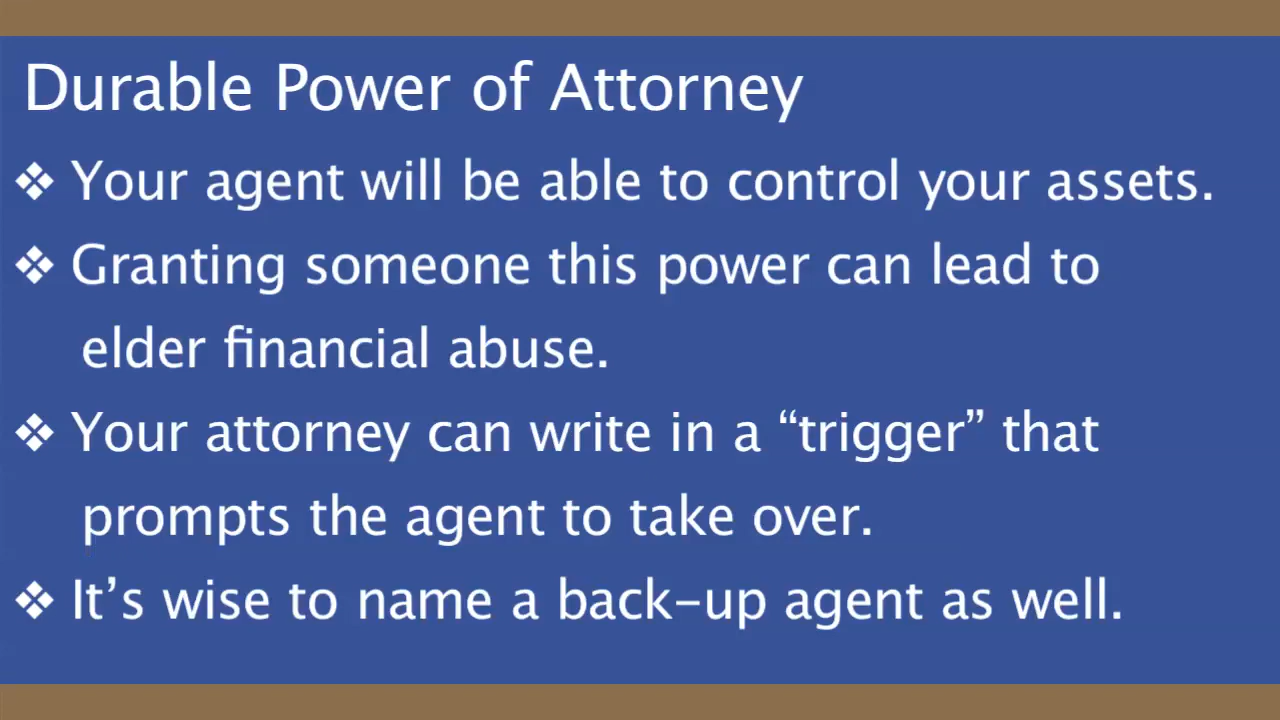 Durable Power of Attorney
❖ Your agent will be able to control your assets.
❖ Granting someone this power can lead to
elder financial abuse.
❖ Your attorney can write in a “trigger” that
prompts the agent to take over.
❖ It’s wise to name a back–up agent as well.